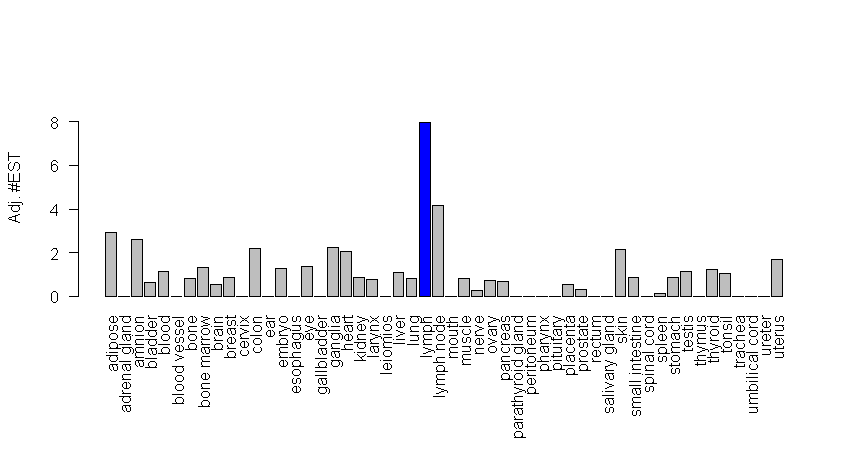 Adj. #EST
8
6
4
2
0
adipose
adrenal gland
amnion
bladder
blood
blood vessel
bone
bone marrow
brain
breast
cervix
colon
ear
embryo
esophagus
eye
gallbladder
ganglia
heart
kidney
larynx
leiomios
liver
lung
lymph
lymph node
mouth
muscle
nerve
ovary
pancreas
parathyroid gland
peritoneum
pharynx
pituitary
placenta
prostate
rectum
salivary gland
skin
small intestine
spinal cord
spleen
stomach
testis
thymus
thyroid
tonsil
trachea
umbilical cord
ureter
uterus